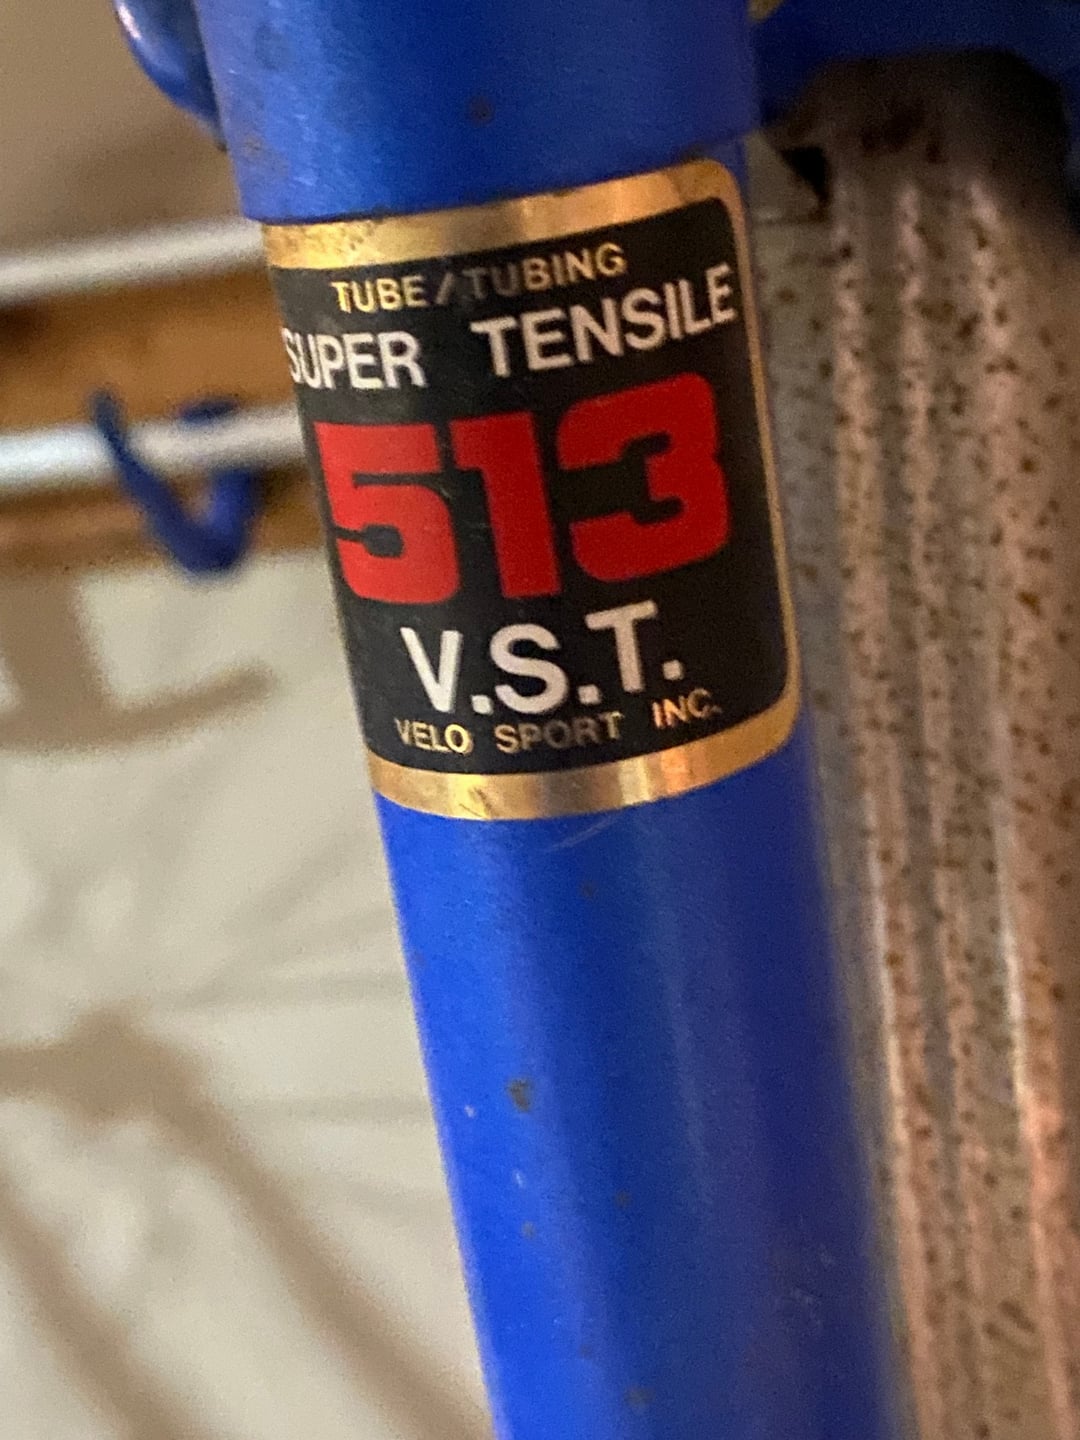 TUBE/TUBING
SUPER TENSILE
513
V.S.T.
VELO SPORT INC.